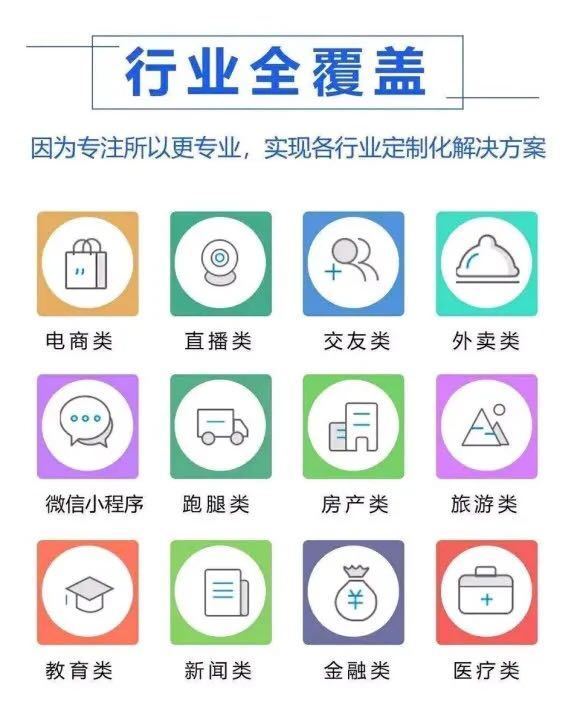 行业全覆盖
因为专注所以更专业，实现各行业定制化解决方案
电商类 直播类 交友类 外卖类
微信小程序 跑腿类 房产类 旅游类
教育类 新闻类 金融类 医疗类